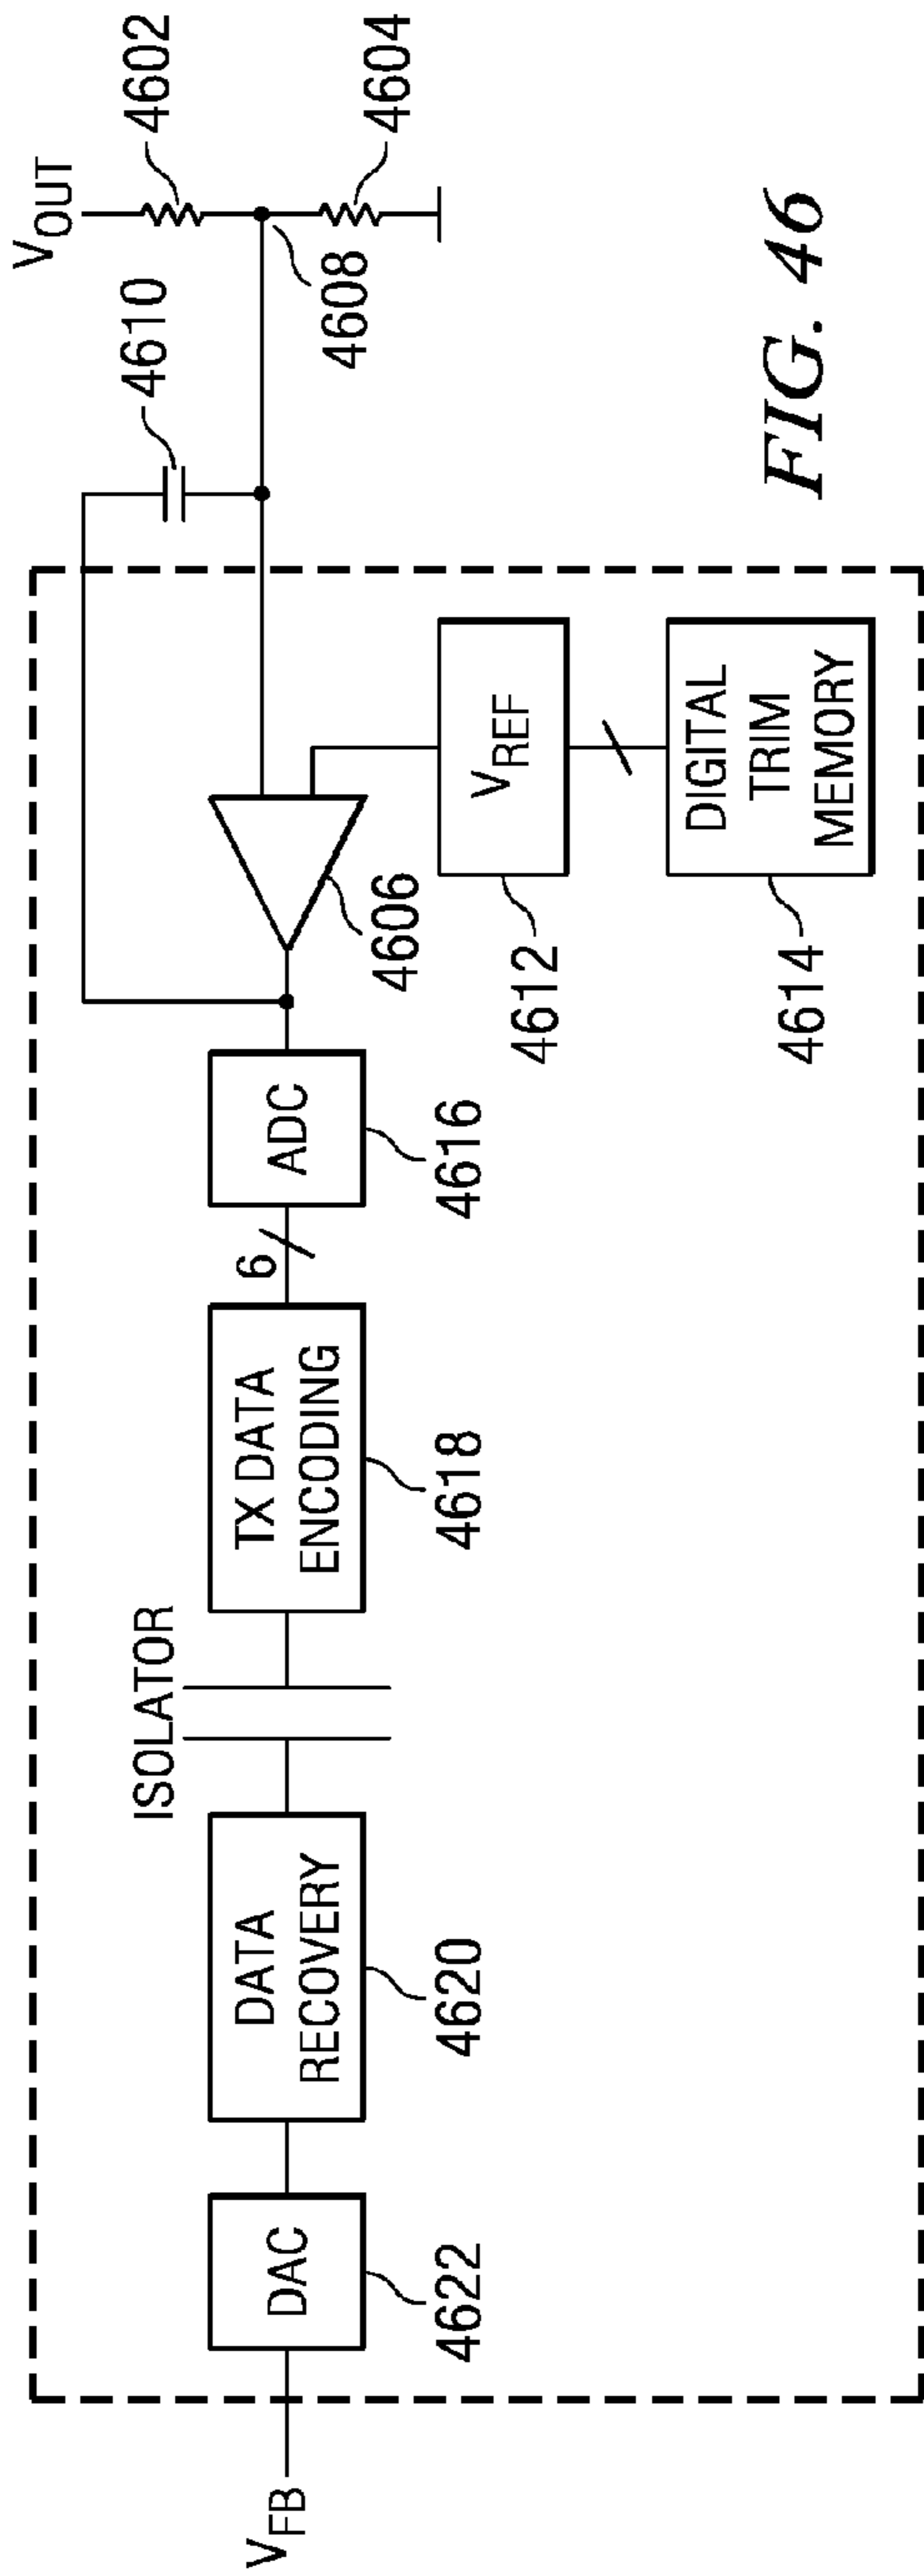 VOUT
4602
4604
4608
4610
4606
VREF
4612
DIGITAL
TRIM
MEMORY
4614
ADC
4616
6
TX DATA
ENCODING
4618
ISOLATOR
DATA
RECOVERY
4620
DAC
4622
VFB
FIG. 46